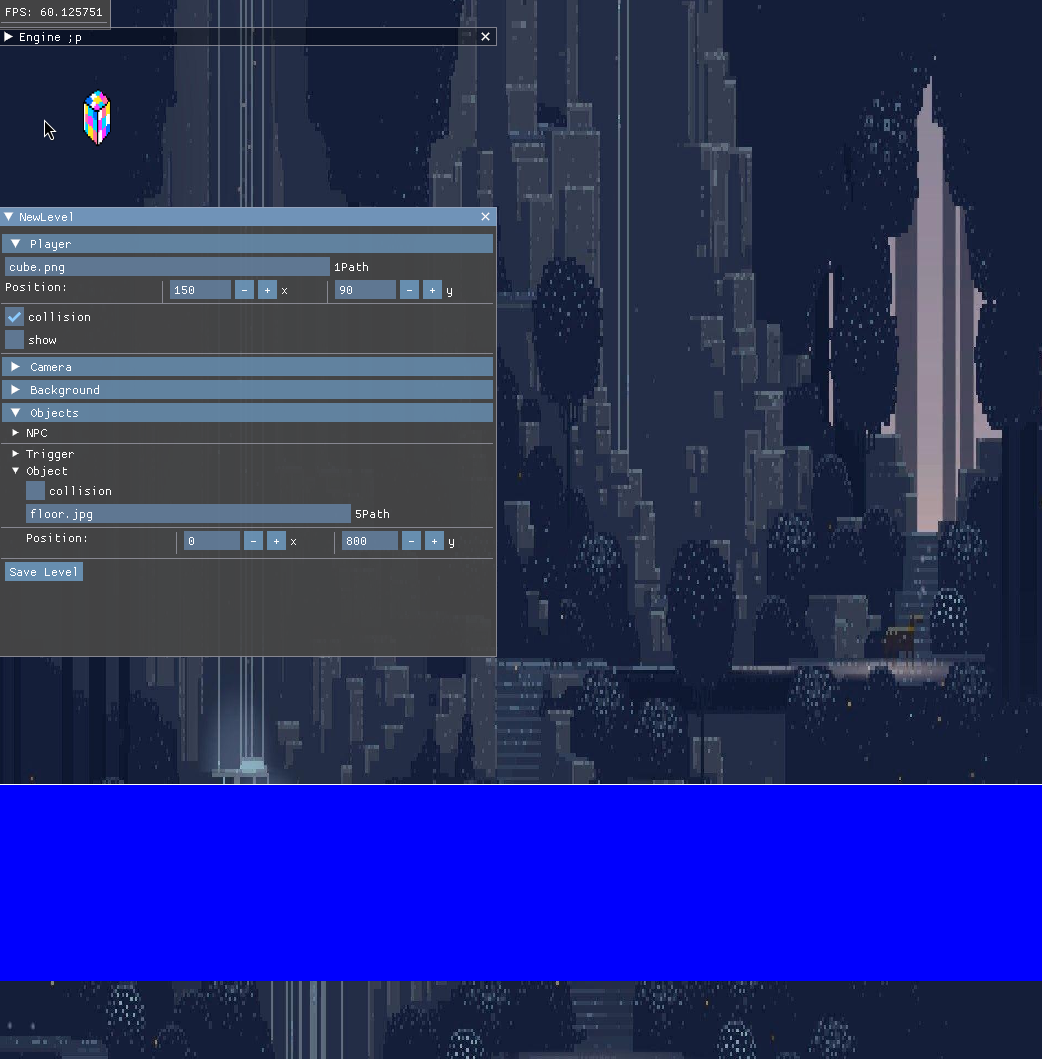 FPS: 60.125751
Engine ;p
NewLevel
Player
cube.png 1Path
Position: 150 - + x 90 - + y
collision
show
Camera
Background
Objects
NPC
Trigger
Object
collision
floor.jpg 5Path
Position: 0 - + x 800 - + y
Save Level